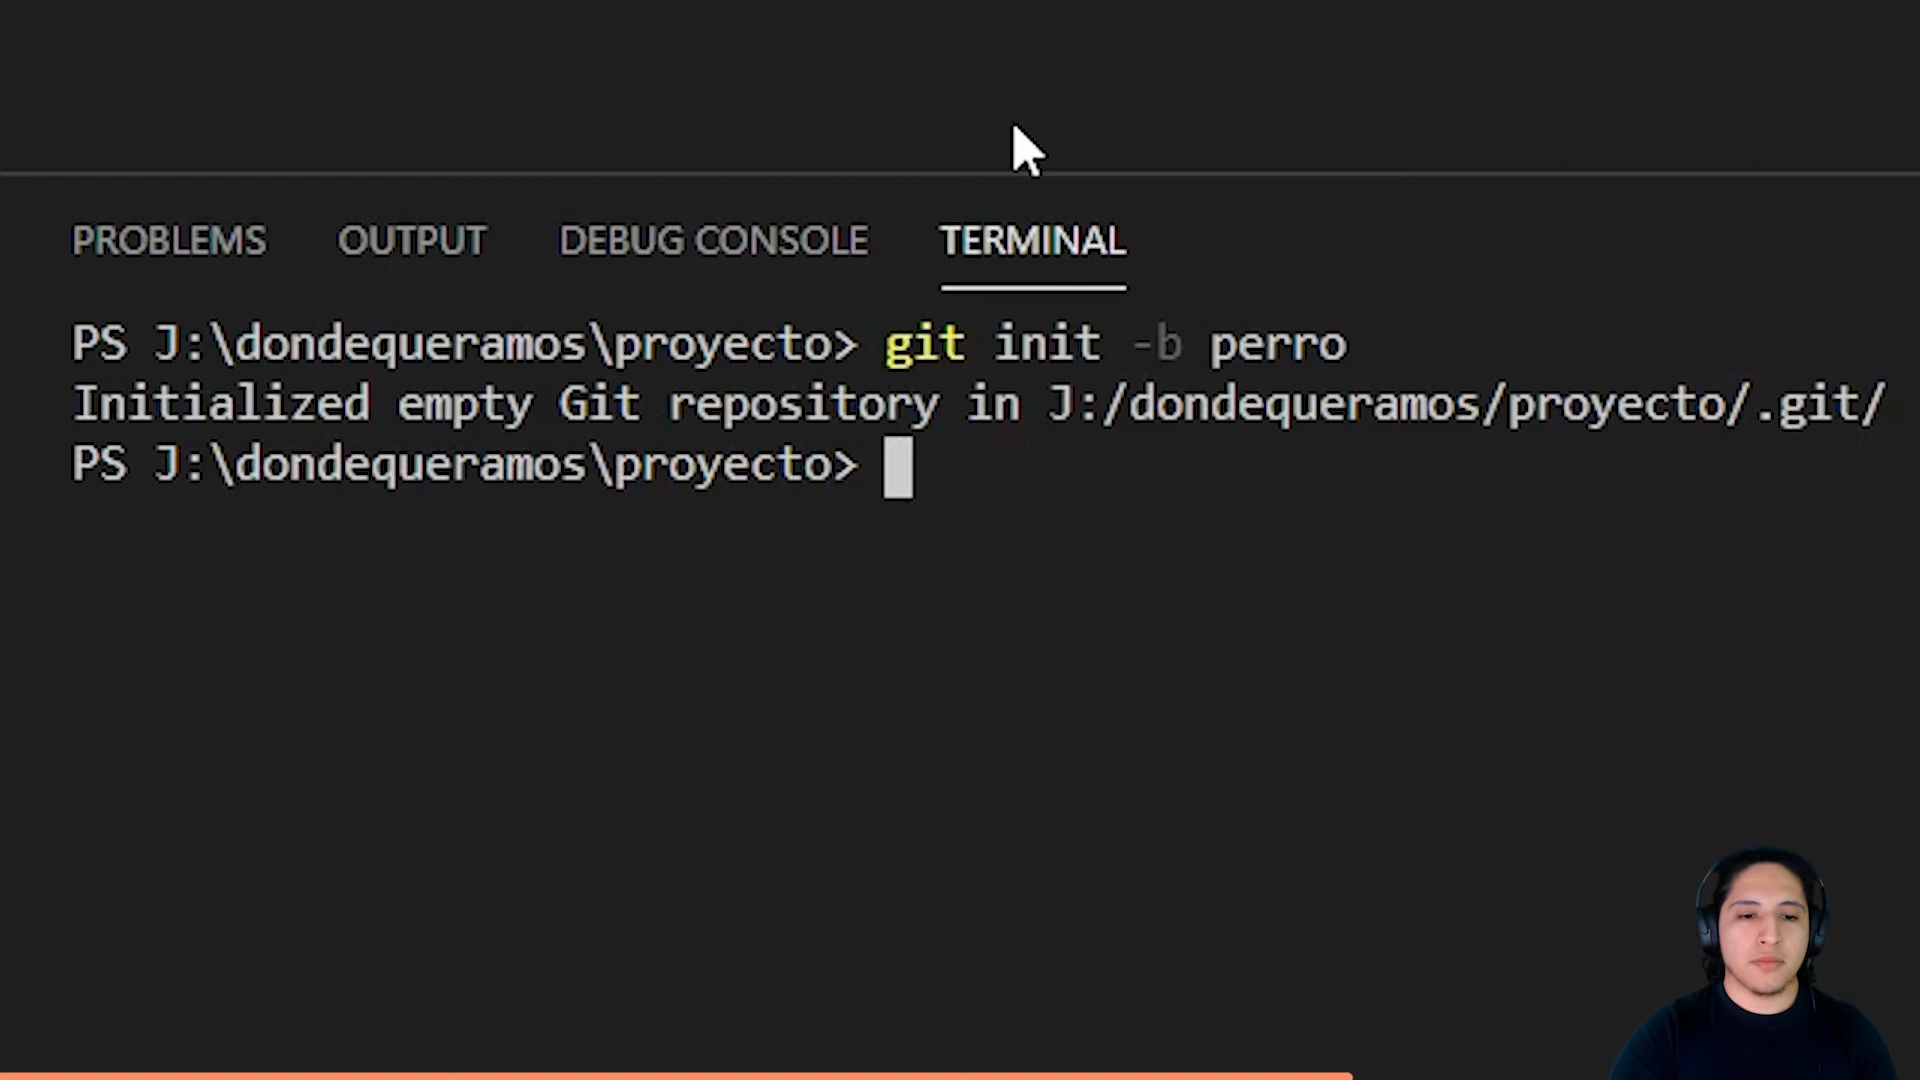 PROBLEMS OUTPUT DEBUG CONSOLE TERMINAL
PS J:\dondequeramos\proyecto> git init -b perro
Initialized empty Git repository in J:/dondequeramos/proyecto/.git/
PS J:\dondequeramos\proyecto>